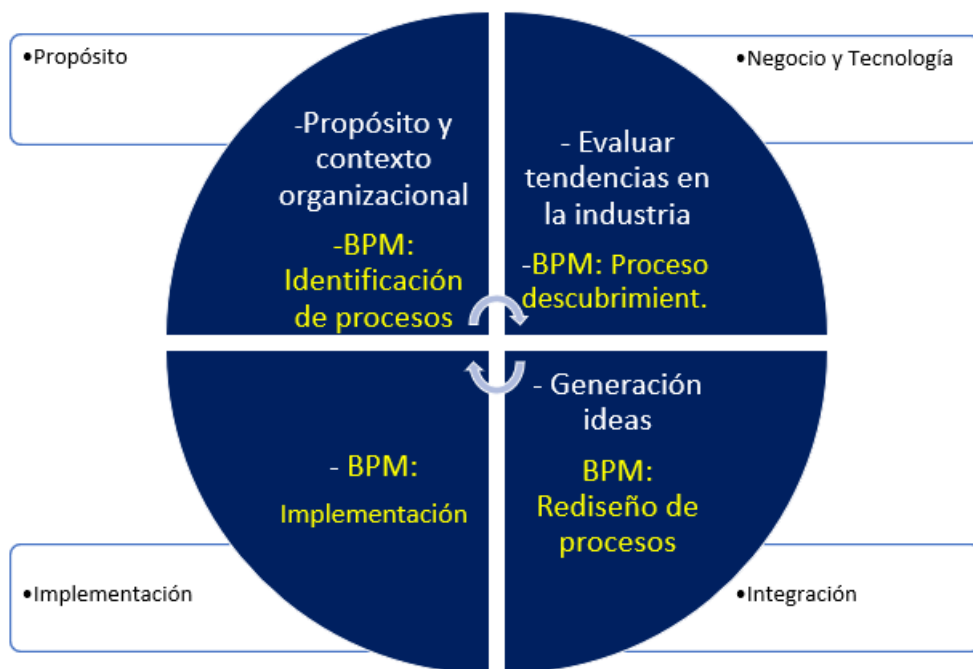 •Propósito
-Propósito y
contexto
organizacional
-BPM:
Identificación
de procesos
•Negocio y Tecnología
- Evaluar
tendencias en
la industria
-BPM: Proceso
descubrimient.
- BPM:
Implementación
•Implementación
- Generación
ideas
BPM:
Rediseño de
procesos
•Integración